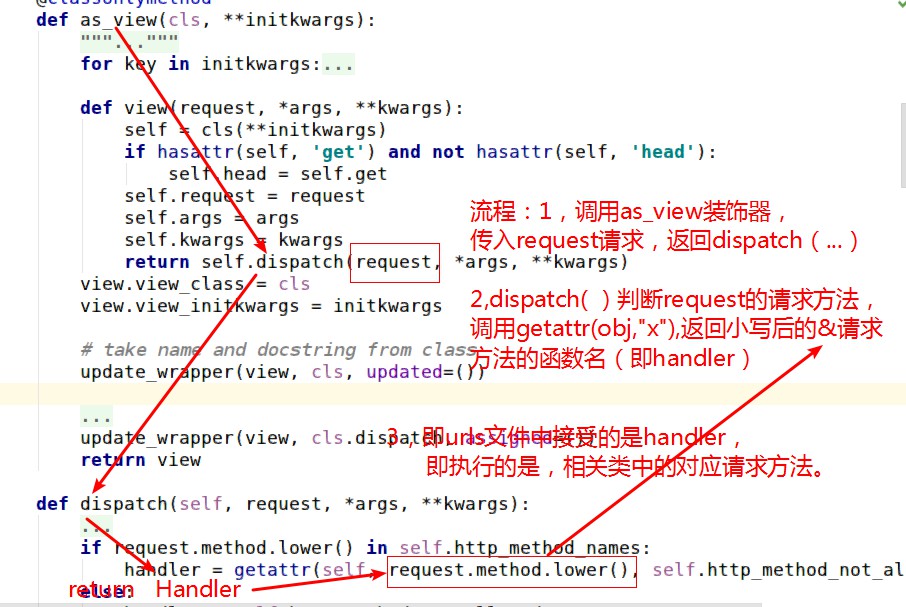 @classonlymethod
def as_view(cls, **initkwargs):
"""..."""
for key in initkwargs:...
def view(request, *args, **kwargs):
self = cls(**initkwargs)
if hasattr(self, 'get') and not hasattr(self, 'head'):
self.head = self.get
self.request = request
self.args = args
self.kwargs = kwargs
return self.dispatch(request, *args, **kwargs)
view.view_class = cls
view.view_initkwargs = initkwargs
# take name and docstring from class
update_wrapper(view, cls, updated=())
...
update_wrapper(view, cls.dispatch, assigned=())
return view
def dispatch(self, request, *args, **kwargs):
...
if request.method.lower() in self.http_method_names:
handler = getattr(self, request.method.lower(), self.http_method_not_al
else:
流程：1，调用as_view装饰器，
传入request请求，返回dispatch（...）
2,dispatch( ）判断request的请求方法，
调用getattr(obj,"x"),返回小写后的&请求
方法的函数名（即handler）
3，即urls文件中接受的是handler，
即执行的是，相关类中的对应请求方法。
return Handler